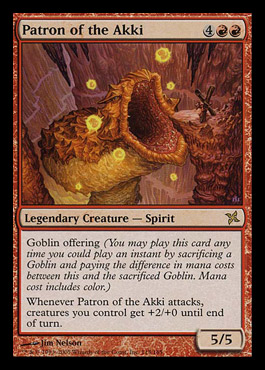 Patron of the Akki 4
Legendary Creature — Spirit
Goblin offering (You may play this card any
time you could play an instant by sacrificing a
Goblin and paying the difference in mana costs
between this and the sacrificed Goblin. Mana
cost includes color.)
Whenever Patron of the Akki attacks,
creatures you control get +2/+0 until end
of turn.
5/5
Jim Nelson